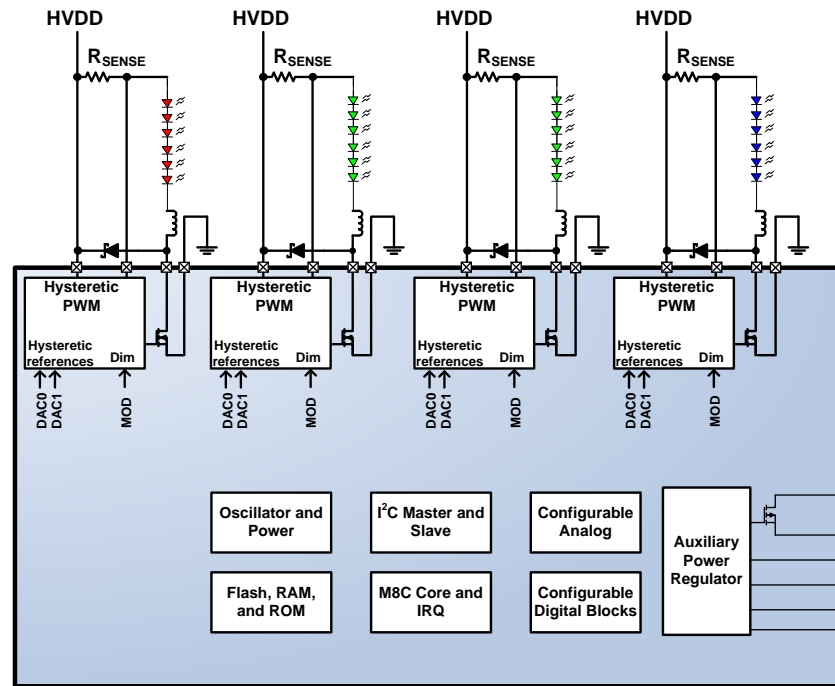 HVDD
HVDD
HVDD
HVDD
RSENSE
RSENSE
RSENSE
RSENSE
Hysteretic
PWM
Hysteretic
references
Dim
DAC0
DAC1
MOD
Hysteretic
PWM
Hysteretic
references
Dim
DAC0
DAC1
MOD
Hysteretic
PWM
Hysteretic
references
Dim
DAC0
DAC1
MOD
Hysteretic
PWM
Hysteretic
references
Dim
DAC0
DAC1
MOD
Oscillator and
Power
I2C Master and
Slave
Configurable
Analog
Auxiliary
Power
Regulator
Flash, RAM,
and ROM
M8C Core and
IRQ
Configurable
Digital Blocks